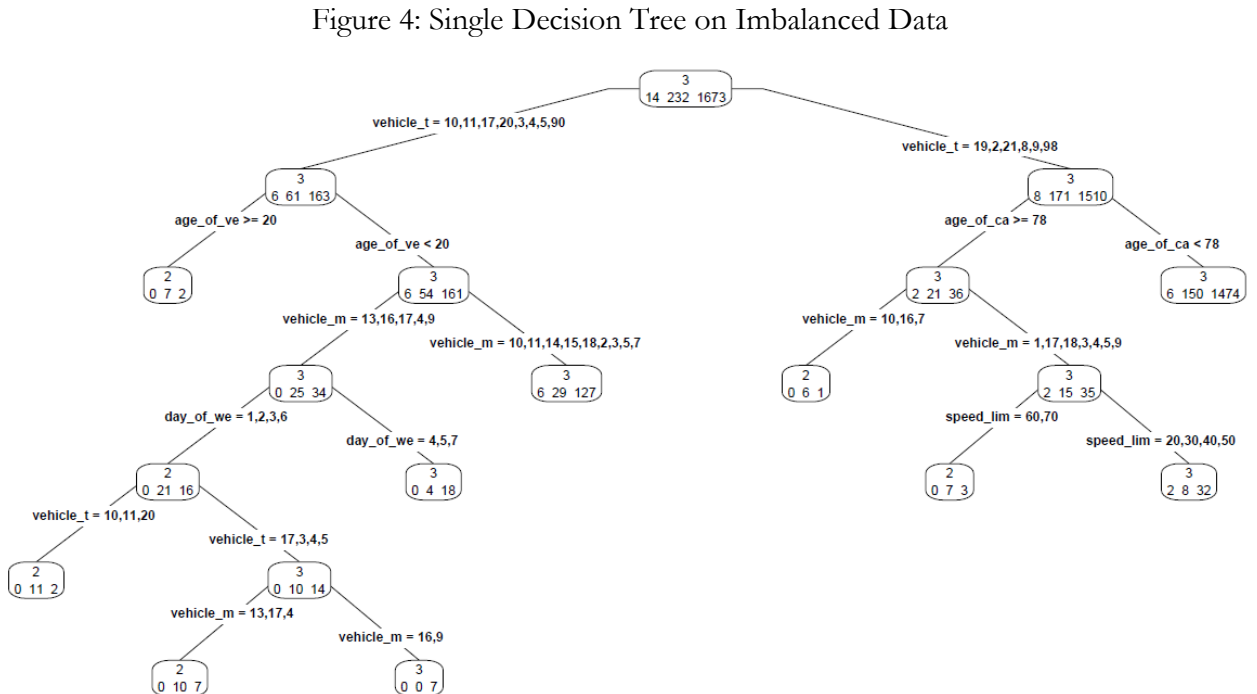 Figure 4: Single Decision Tree on Imbalanced Data
3
14 232 1673
vehicle_t = 10,11,17,20,3,4,5,90
vehicle_t = 19,2,21,8,9,98
3
6 61 163
3
8 171 1510
age_of_ve >= 20
age_of_ve < 20
age_of_ca >= 78
age_of_ca < 78
2
0 7 2
3
6 54 161
3
2 21 36
3
6 150 1474
vehicle_m = 13,16,17,4,9
vehicle_m = 10,11,14,15,18,2,3,5,7
vehicle_m = 10,16,7
vehicle_m = 1,17,18,3,4,5,9
3
0 25 34
3
6 29 127
2
0 6 1
3
2 15 35
day_of_we = 1,2,3,6
day_of_we = 4,5,7
speed_lim = 60,70
speed_lim = 20,30,40,50
2
0 21 16
3
0 4 18
2
0 7 3
3
2 8 32
vehicle_t = 10,11,20
vehicle_t = 17,3,4,5
2
0 11 2
3
0 10 14
vehicle_m = 13,17,4
vehicle_m = 16,9
2
0 10 7
3
0 0 7